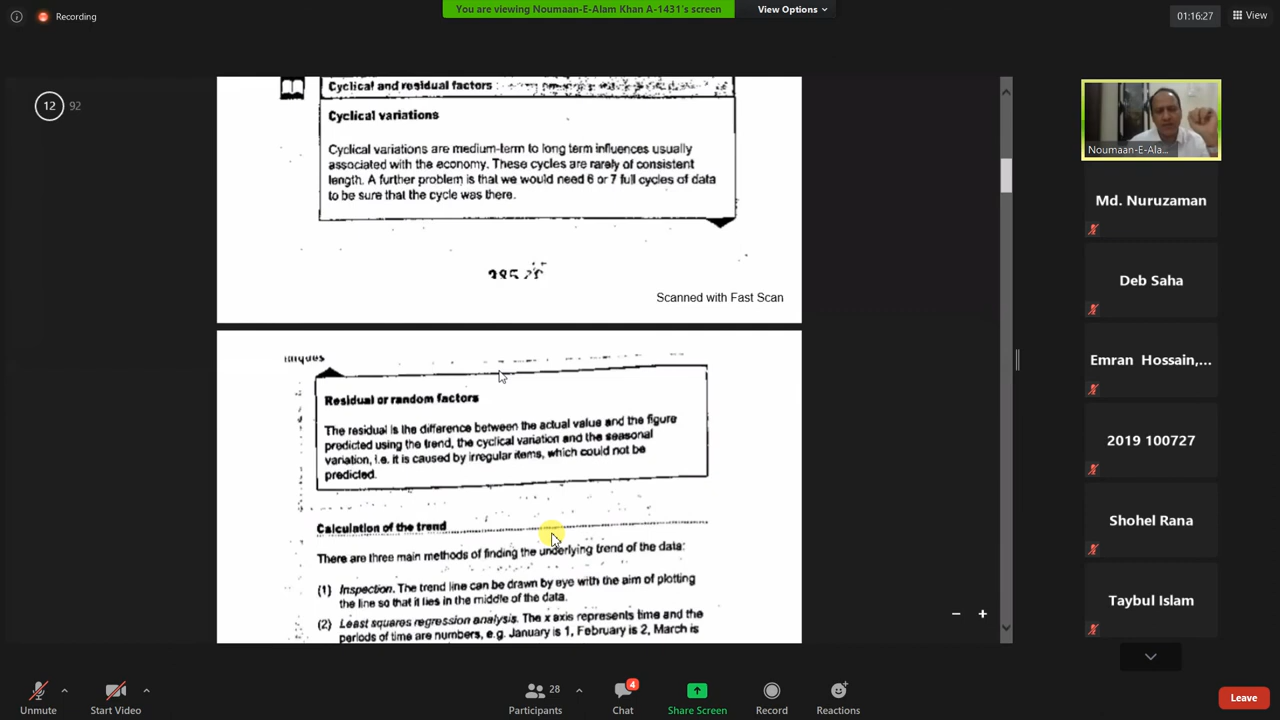 Recording
You are viewing Noumaan-E-Alam Khan A-1431's screen
View Options
01:16:27
View
12 92
Cyclical and residual factors
Cyclical variations
Cyclical variations are medium-term to long term influences usually
associated with the economy. These cycles are rarely of consistent
length. A further problem is that we would need 6 or 7 full cycles of data
to be sure that the cycle was there.
Scanned with Fast Scan
Residual or random factors
The residual is the difference between the actual value and the figure
predicted using the trend, the cyclical variation and the seasonal
variation, i.e. it is caused by irregular items, which could not be
predicted.
Calculation of the trend
There are three main methods of finding the underlying trend of the data:
(1) Inspection. The trend line can be drawn by eye with the aim of plotting
the line so that it lies in the middle of the data.
(2) Least squares regression analysis. The x axis represents time and the
periods of time are numbers, e.g. January is 1, February is 2, March is
Noumaan-E-Ala...
Md. Nuruzaman
Deb Saha
Emran Hossain,...
2019 100727
Shohel Rana
Taybul Islam
Unmute
Start Video
28
Participants
4
Chat
Share Screen
Record
Reactions
Leave